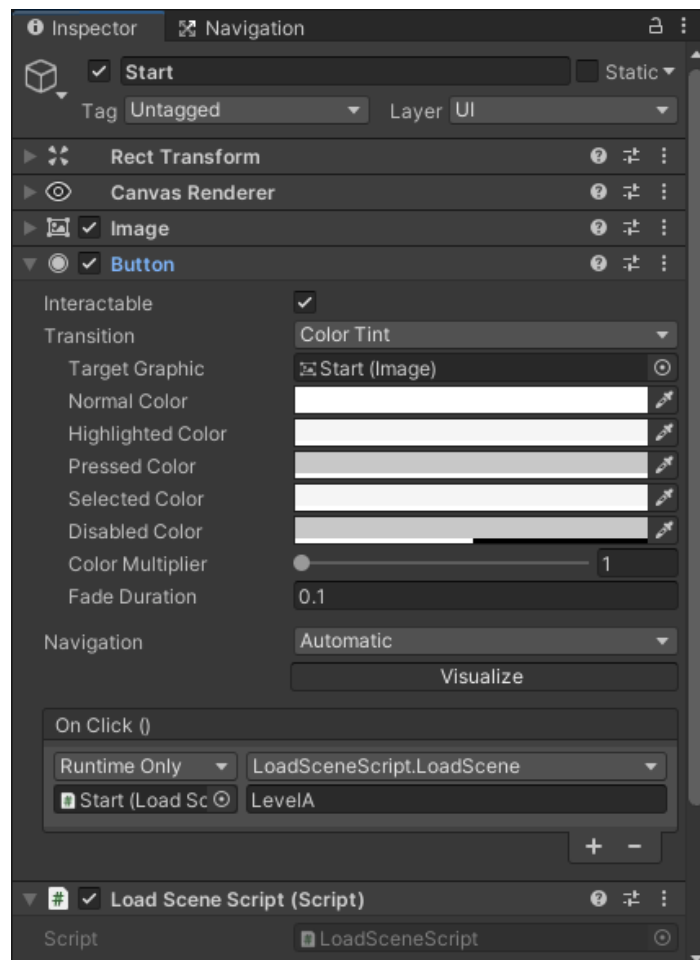 Inspector Navigation
Start Static
Tag Untagged Layer UI
Rect Transform
Canvas Renderer
Image
Button
Interactable
Transition Color Tint
Target Graphic Start (Image)
Normal Color
Highlighted Color
Pressed Color
Selected Color
Disabled Color
Color Multiplier 1
Fade Duration 0.1
Navigation Automatic
Visualize
On Click ()
Runtime Only LoadSceneScript.LoadScene
# Start (Load Sc LevelA
+ −
# Load Scene Script (Script)
Script # LoadSceneScript